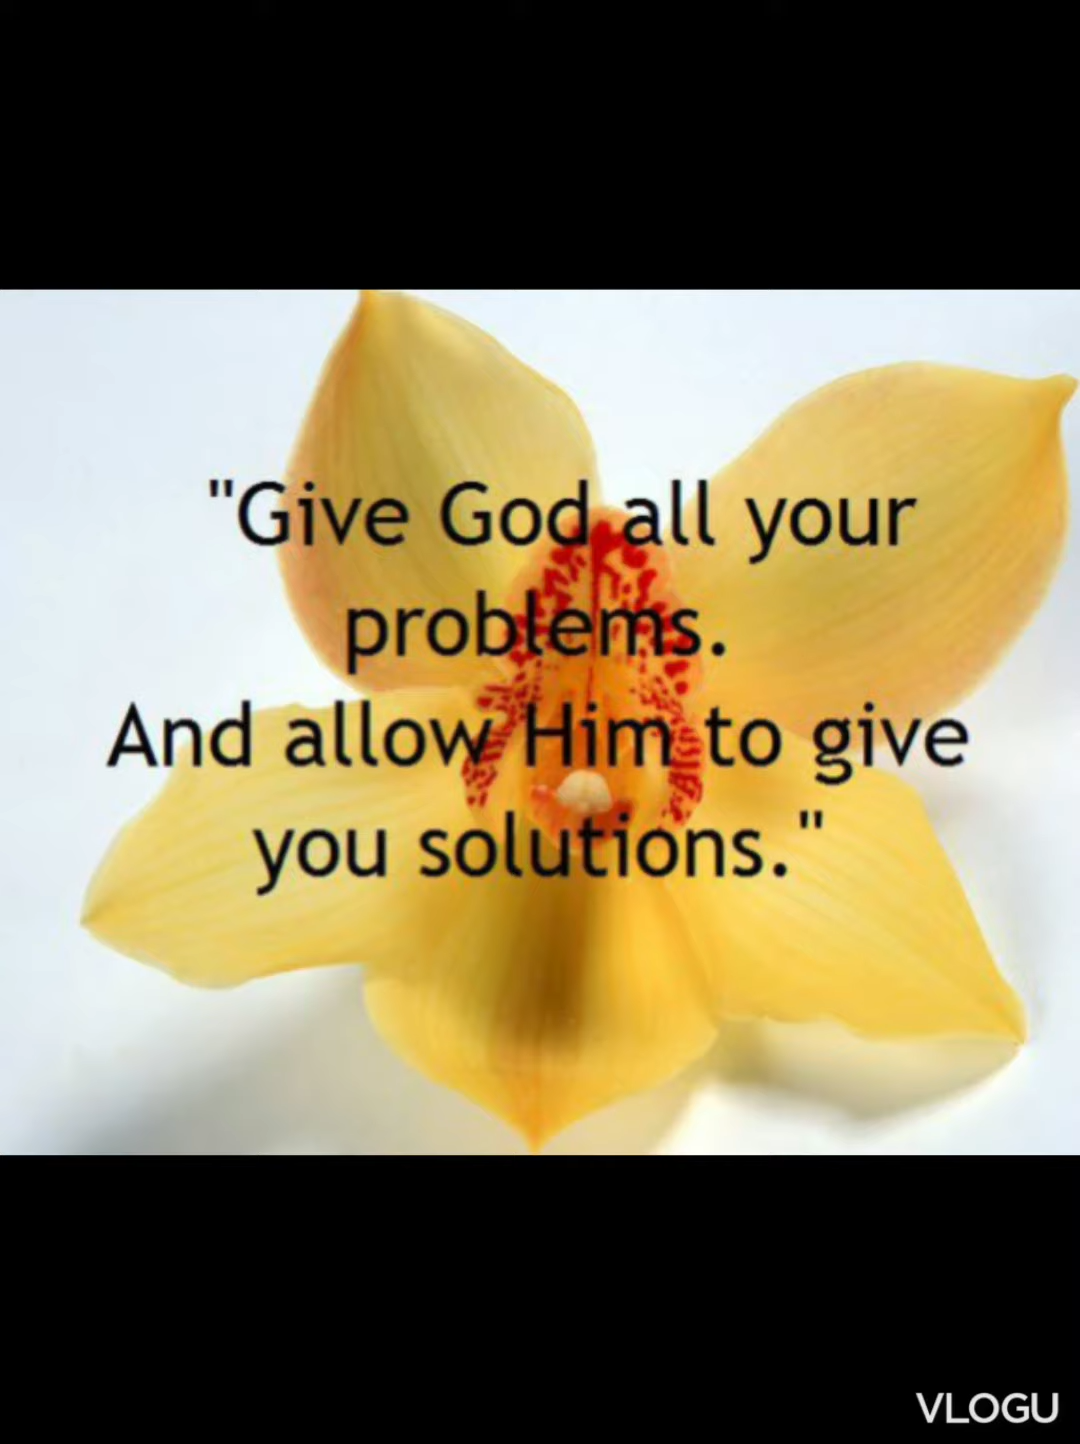 "Give God all your
problems.
And allow Him to give
you solutions."
VLOGU